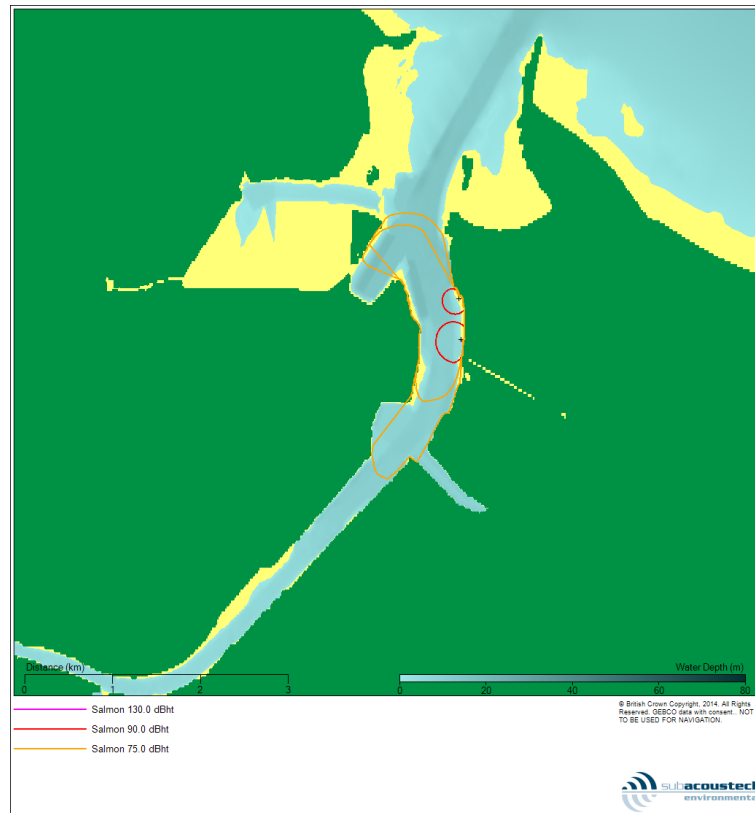 Distance (km)
0 1 2 3
Water Depth (m)
0 20 40 60 80
Salmon 130.0 dBht
Salmon 90.0 dBht
Salmon 75.0 dBht
© British Crown Copyright, 2014. All Rights
Reserved. GEBCO data with consent.. NOT
TO BE USED FOR NAVIGATION.
subacoustech
environmenta